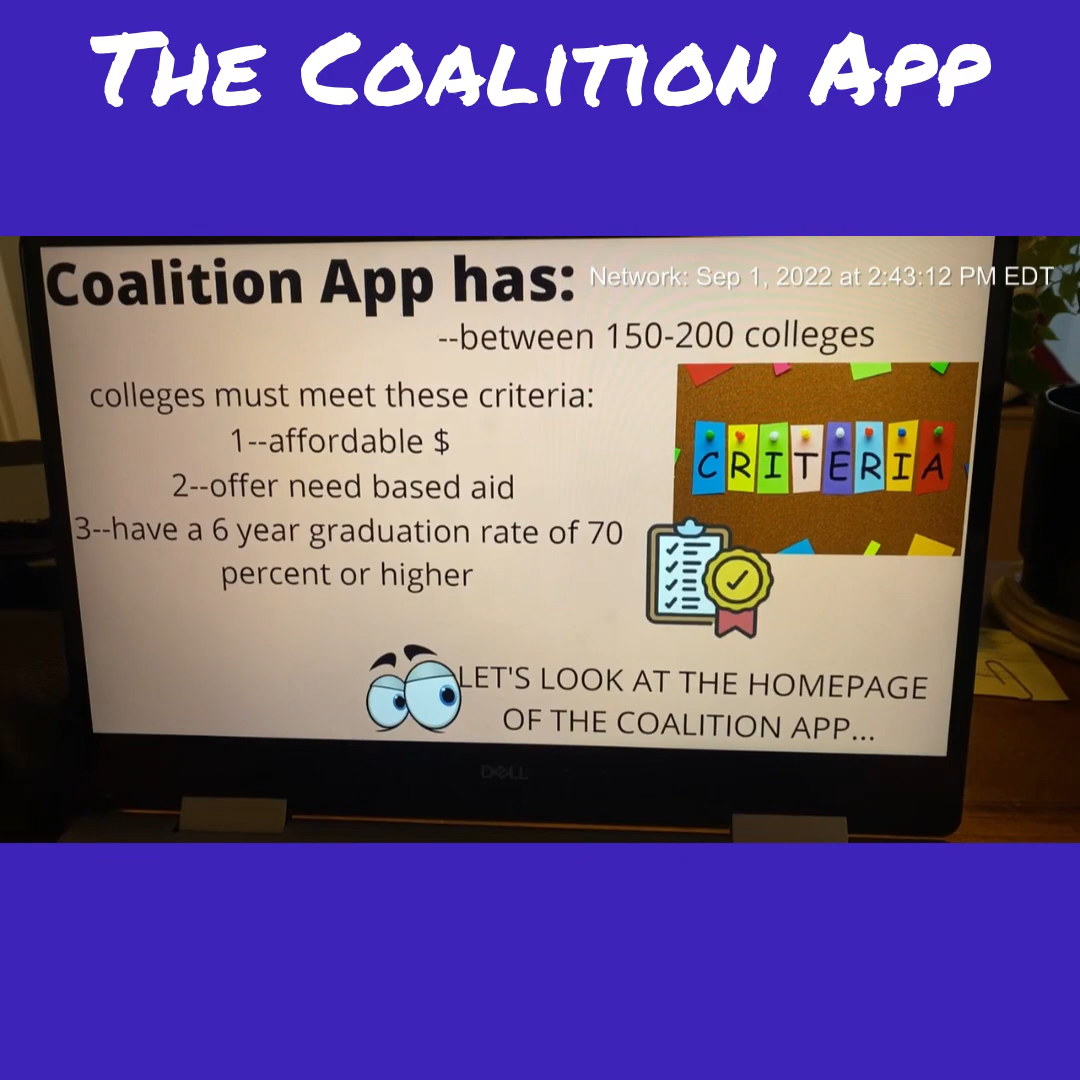 The Coalition App
Coalition App has:
Network: Sep 1, 2022 at 2:43:12 PM EDT
--between 150-200 colleges
colleges must meet these criteria:
1--affordable $
2--offer need based aid
3--have a 6 year graduation rate of 70
percent or higher
CRITERIA
LET'S LOOK AT THE HOMEPAGE
OF THE COALITION APP...
DELL